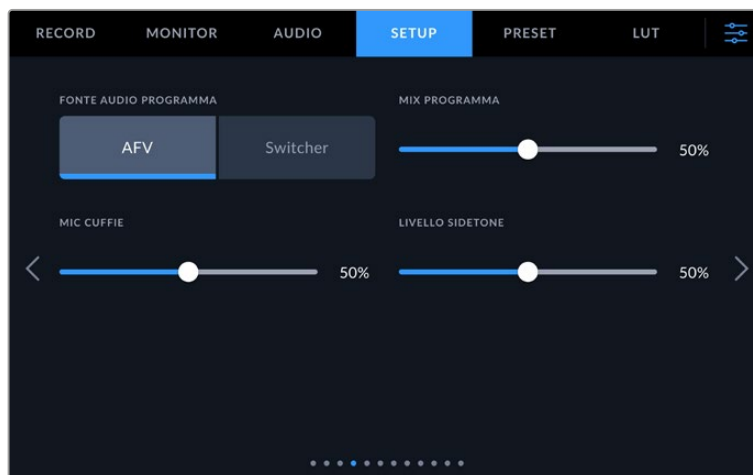 RECORD MONITOR AUDIO SETUP PRESET LUT
FONTE AUDIO PROGRAMMA MIX PROGRAMMA
AFV Switcher 50%
MIC CUFFIE LIVELLO SIDETONE
50% 50%